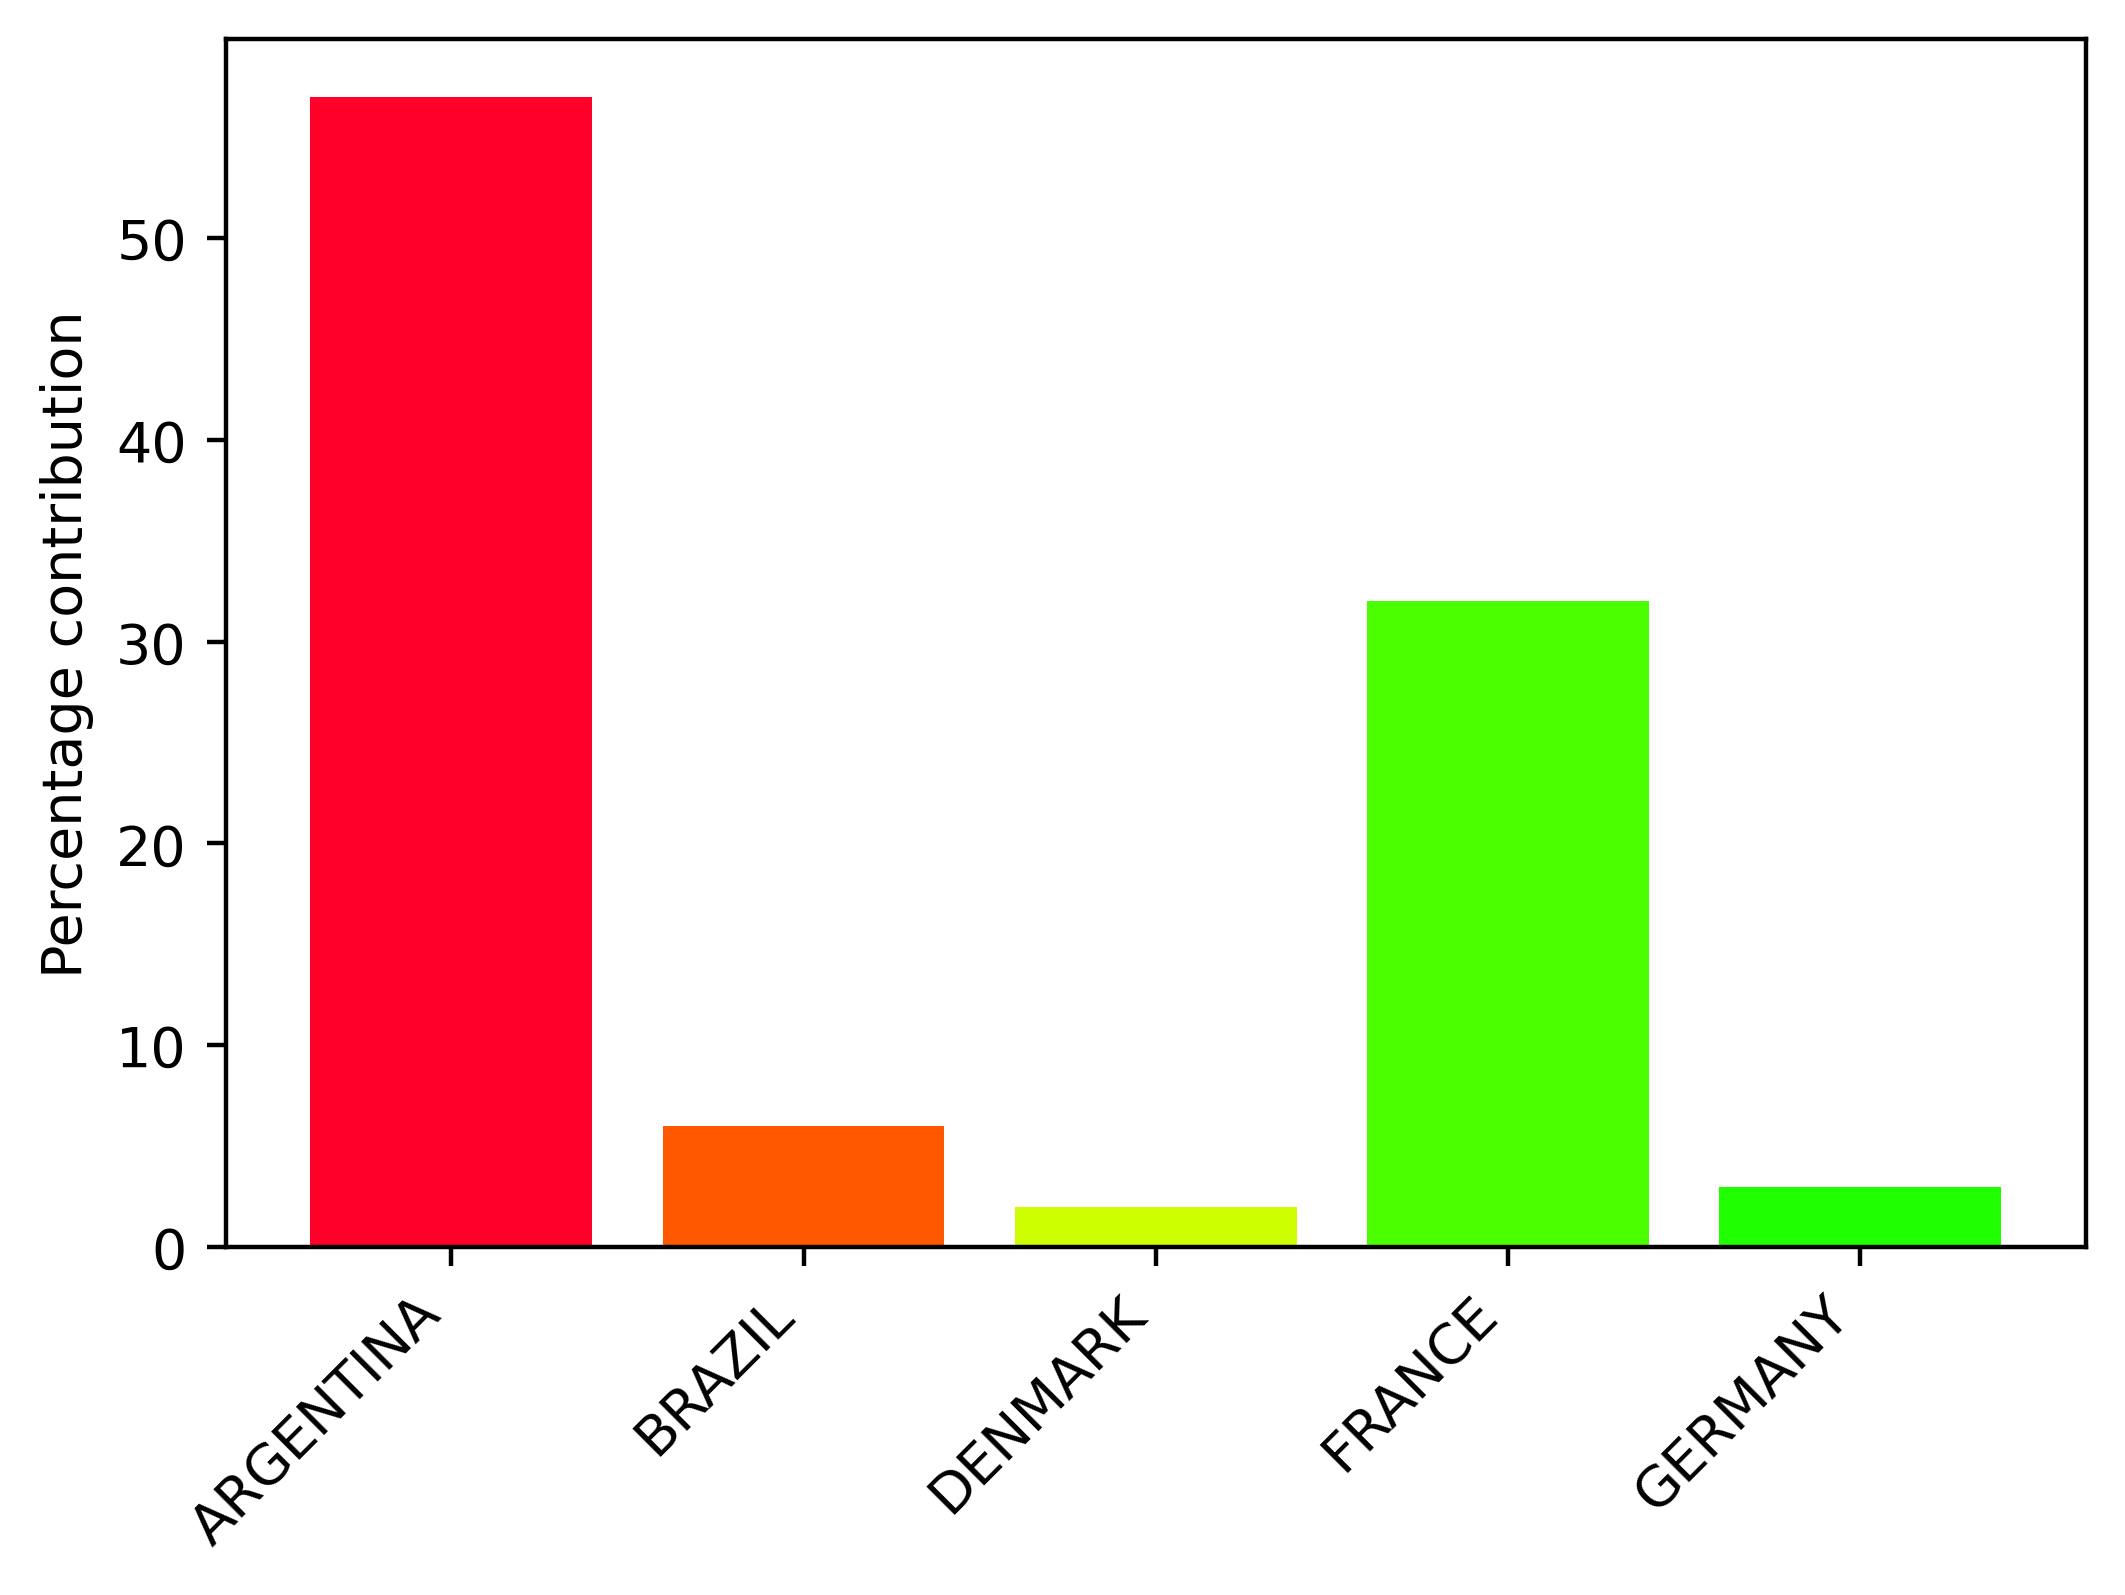 Percentage contribution
50
40
30
20
10
0
ARGENTINA
BRAZIL
DENMARK
FRANCE
GERMANY